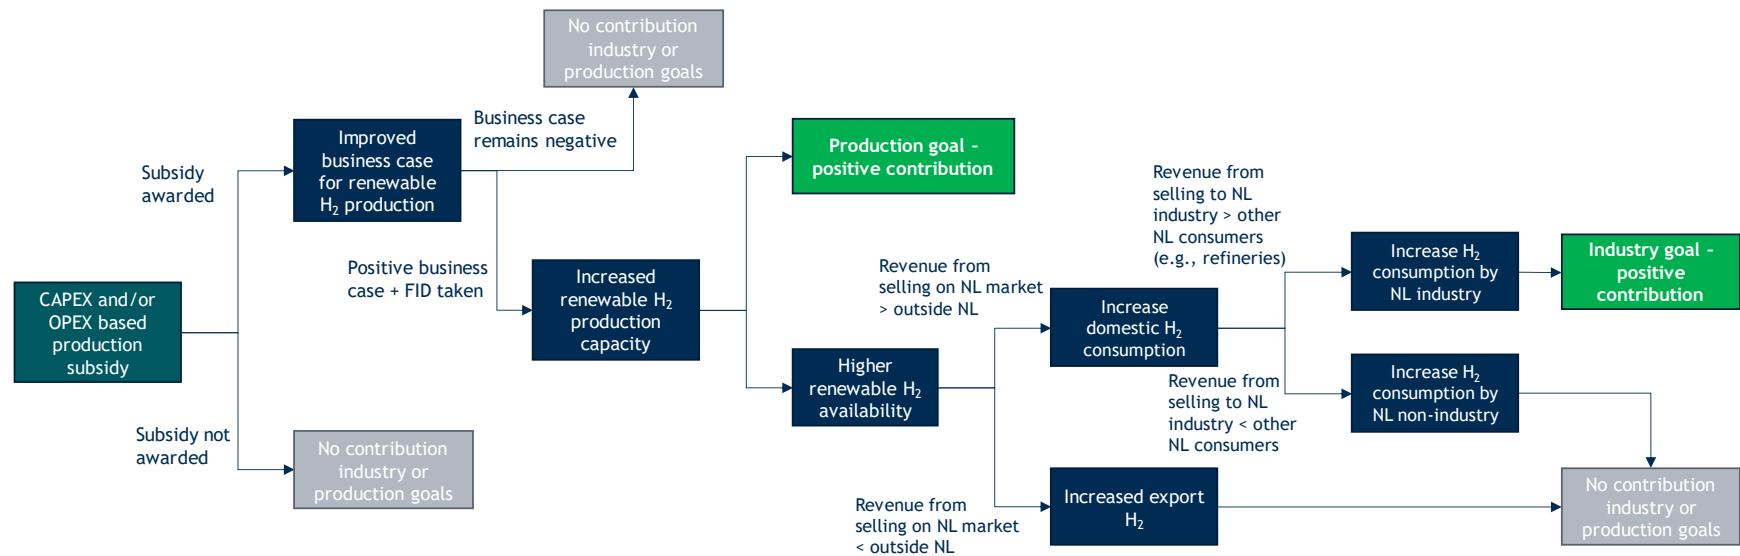 No contribution
industry or
production goals
Business case
remains negative
Improved
business case
for renewable
H₂ production
Subsidy
awarded
Production goal –
positive contribution
Positive business
case + FID taken
Increased
renewable H₂
production
capacity
CAPEX and/or
OPEX based
production
subsidy
Subsidy not
awarded
No contribution
industry or
production goals
Higher
renewable H₂
availability
Revenue from
selling on NL market
> outside NL
Increase
domestic H₂
consumption
Revenue from
selling to NL
industry > other
NL consumers
(e.g., refineries)
Increase H₂
consumption by
NL industry
Industry goal –
positive
contribution
Revenue from
selling to NL
industry < other
NL consumers
Increase H₂
consumption by
NL non-industry
Revenue from
selling on NL market
< outside NL
Increased export
H₂
No contribution
industry or
production goals